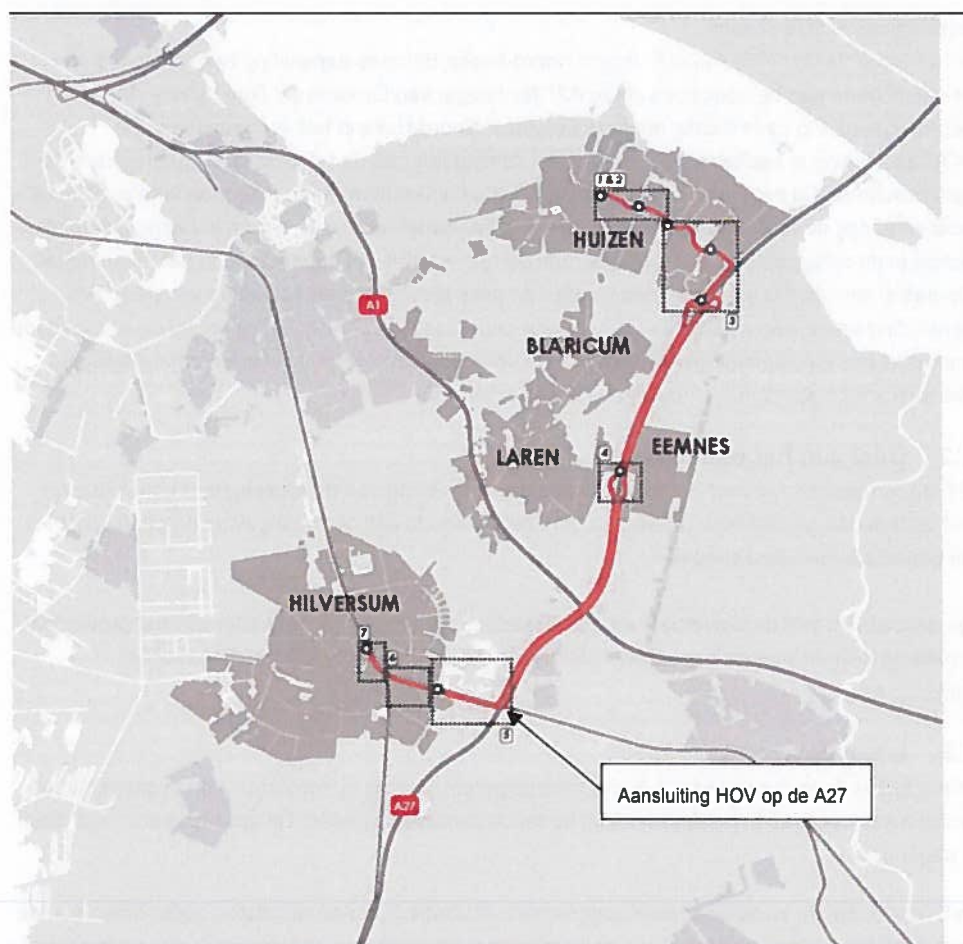 1 & 2
HUIZEN
3
A1
BLARICUM
LAREN
EEMNES
4
HILVERSUM
7
6
5
Aansluiting HOV op de A27
A27